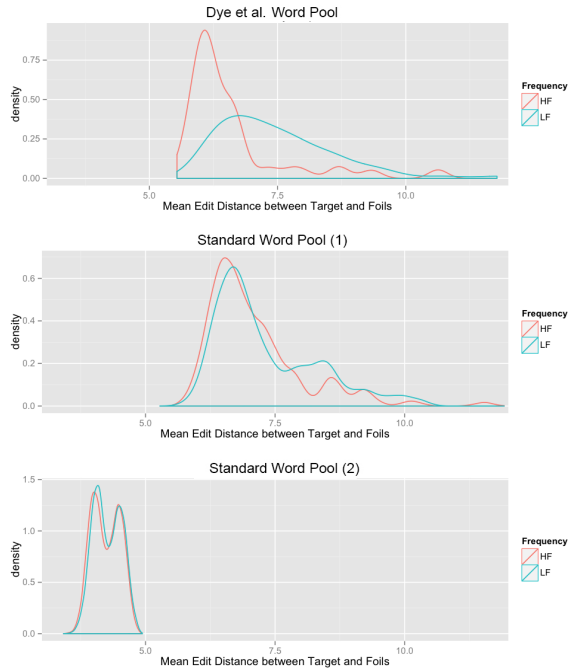 Dye et al. Word Pool
density
0.75
0.50
0.25
0.00
5.0 7.5 10.0
Mean Edit Distance between Target and Foils
Frequency
HF
LF
Standard Word Pool (1)
density
0.6
0.4
0.2
0.0
5.0 7.5 10.0
Mean Edit Distance between Target and Foils
Frequency
HF
LF
Standard Word Pool (2)
density
1.5
1.0
0.5
0.0
5.0 7.5 10.0
Mean Edit Distance between Target and Foils
Frequency
HF
LF